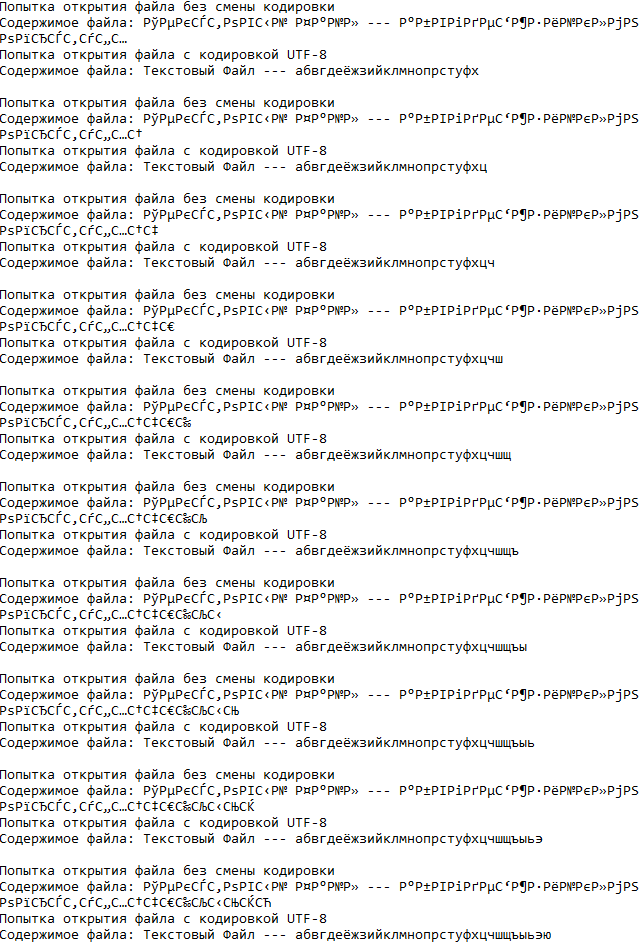 Попытка открытия файла без смены кодировки
Содержимое файла: РўРµРєСЃС‚РѕРІС‹Р№ Р¤Р°Р№Р» --- Р°Р±РІРіРґРµС‘Р¶Р·РёР№РєР»РјРЅ
РѕРїСЂСЃС‚СѓС„С…
Попытка открытия файла с кодировкой UTF-8
Содержимое файла: Текстовый Файл --- абвгдеёжзийклмнопрстуфх
Попытка открытия файла без смены кодировки
Содержимое файла: РўРµРєСЃС‚РѕРІС‹Р№ Р¤Р°Р№Р» --- Р°Р±РІРіРґРµС‘Р¶Р·РёР№РєР»РјРЅ
РѕРїСЂСЃС‚СѓС„С…С†
Попытка открытия файла с кодировкой UTF-8
Содержимое файла: Текстовый Файл --- абвгдеёжзийклмнопрстуфхц
Попытка открытия файла без смены кодировки
Содержимое файла: РўРµРєСЃС‚РѕРІС‹Р№ Р¤Р°Р№Р» --- Р°Р±РІРіРґРµС‘Р¶Р·РёР№РєР»РјРЅ
РѕРїСЂСЃС‚СѓС„С…С†С‡
Попытка открытия файла с кодировкой UTF-8
Содержимое файла: Текстовый Файл --- абвгдеёжзийклмнопрстуфхцч
Попытка открытия файла без смены кодировки
Содержимое файла: РўРµРєСЃС‚РѕРІС‹Р№ Р¤Р°Р№Р» --- Р°Р±РІРіРґРµС‘Р¶Р·РёР№РєР»РјРЅ
РѕРїСЂСЃС‚СѓС„С…С†С‡С€
Попытка открытия файла с кодировкой UTF-8
Содержимое файла: Текстовый Файл --- абвгдеёжзийклмнопрстуфхцчш
Попытка открытия файла без смены кодировки
Содержимое файла: РўРµРєСЃС‚РѕРІС‹Р№ Р¤Р°Р№Р» --- Р°Р±РІРіРґРµС‘Р¶Р·РёР№РєР»РјРЅ
РѕРїСЂСЃС‚СѓС„С…С†С‡С€С‰
Попытка открытия файла с кодировкой UTF-8
Содержимое файла: Текстовый Файл --- абвгдеёжзийклмнопрстуфхцчшщ
Попытка открытия файла без смены кодировки
Содержимое файла: РўРµРєСЃС‚РѕРІС‹Р№ Р¤Р°Р№Р» --- Р°Р±РІРіРґРµС‘Р¶Р·РёР№РєР»РјРЅ
РѕРїСЂСЃС‚СѓС„С…С†С‡С€С‰СЉ
Попытка открытия файла с кодировкой UTF-8
Содержимое файла: Текстовый Файл --- абвгдеёжзийклмнопрстуфхцчшщъ
Попытка открытия файла без смены кодировки
Содержимое файла: РўРµРєСЃС‚РѕРІС‹Р№ Р¤Р°Р№Р» --- Р°Р±РІРіРґРµС‘Р¶Р·РёР№РєР»РјРЅ
РѕРїСЂСЃС‚СѓС„С…С†С‡С€С‰СЉС‹
Попытка открытия файла с кодировкой UTF-8
Содержимое файла: Текстовый Файл --- абвгдеёжзийклмнопрстуфхцчшщъы
Попытка открытия файла без смены кодировки
Содержимое файла: РўРµРєСЃС‚РѕРІС‹Р№ Р¤Р°Р№Р» --- Р°Р±РІРіРґРµС‘Р¶Р·РёР№РєР»РјРЅ
РѕРїСЂСЃС‚СѓС„С…С†С‡С€С‰СЉС‹СЊ
Попытка открытия файла с кодировкой UTF-8
Содержимое файла: Текстовый Файл --- абвгдеёжзийклмнопрстуфхцчшщъыь
Попытка открытия файла без смены кодировки
Содержимое файла: РўРµРєСЃС‚РѕРІС‹Р№ Р¤Р°Р№Р» --- Р°Р±РІРіРґРµС‘Р¶Р·РёР№РєР»РјРЅ
РѕРїСЂСЃС‚СѓС„С…С†С‡С€С‰СЉС‹СЊСЌ
Попытка открытия файла с кодировкой UTF-8
Содержимое файла: Текстовый Файл --- абвгдеёжзийклмнопрстуфхцчшщъыьэ
Попытка открытия файла без смены кодировки
Содержимое файла: РўРµРєСЃС‚РѕРІС‹Р№ Р¤Р°Р№Р» --- Р°Р±РІРіРґРµС‘Р¶Р·РёР№РєР»РјРЅ
РѕРїСЂСЃС‚СѓС„С…С†С‡С€С‰СЉС‹СЊСЌСЋ
Попытка открытия файла с кодировкой UTF-8
Содержимое файла: Текстовый Файл --- абвгдеёжзийклмнопрстуфхцчшщъыьэю